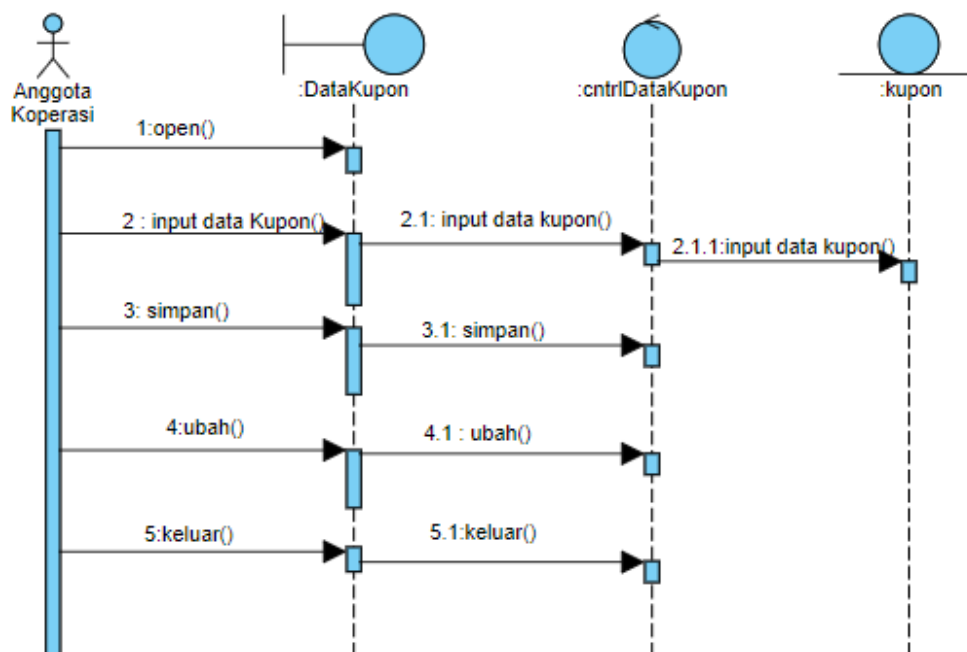 Anggota
Koperasi
:DataKupon
:cntrlDataKupon
:kupon
1:open()
2 : input data Kupon()
2.1: input data kupon()
2.1.1:input data kupon()
3: simpan()
3.1: simpan()
4:ubah()
4.1 : ubah()
5:keluar()
5.1:keluar()